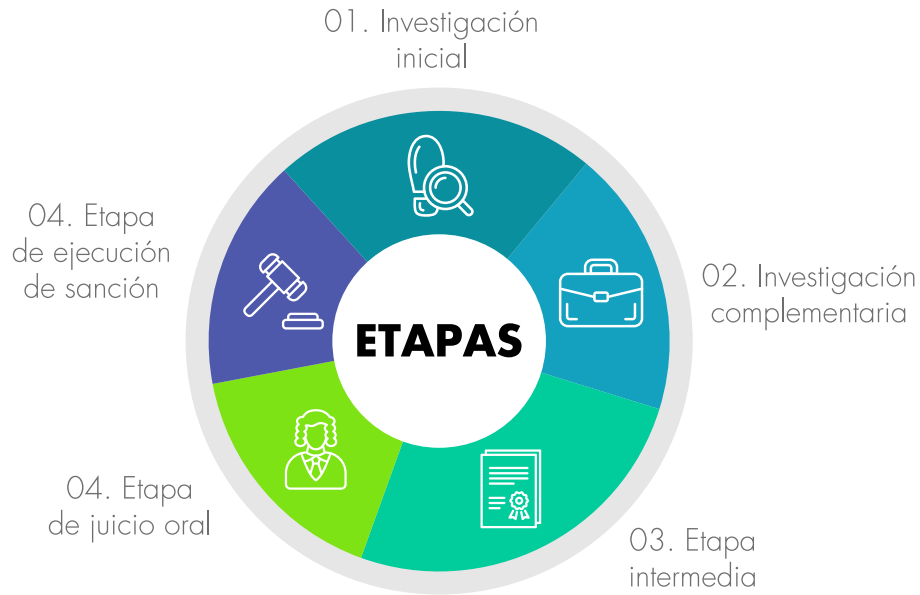 01. Investigación
inicial
02. Investigación
complementaria
03. Etapa
intermedia
04. Etapa
de juicio oral
04. Etapa
de ejecución
de sanción
ETAPAS